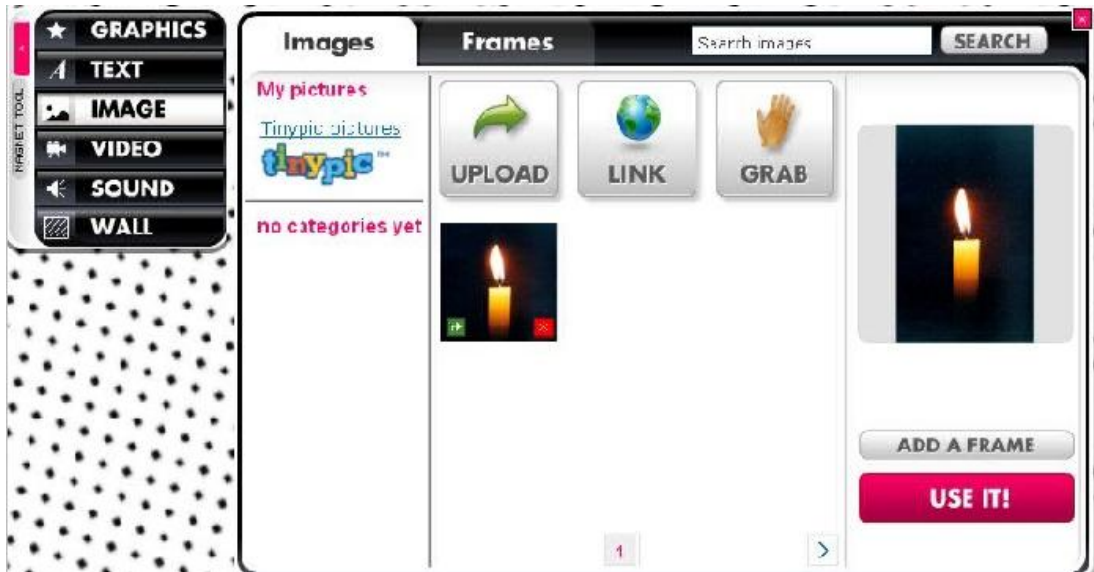 MAGNET TOOL
GRAPHICS
TEXT
IMAGE
VIDEO
SOUND
WALL
Images
Frames
Search images
SEARCH
My pictures
Tinypic pictures
tinypic™
no categories yet
UPLOAD
LINK
GRAB
ADD A FRAME
USE IT!
1